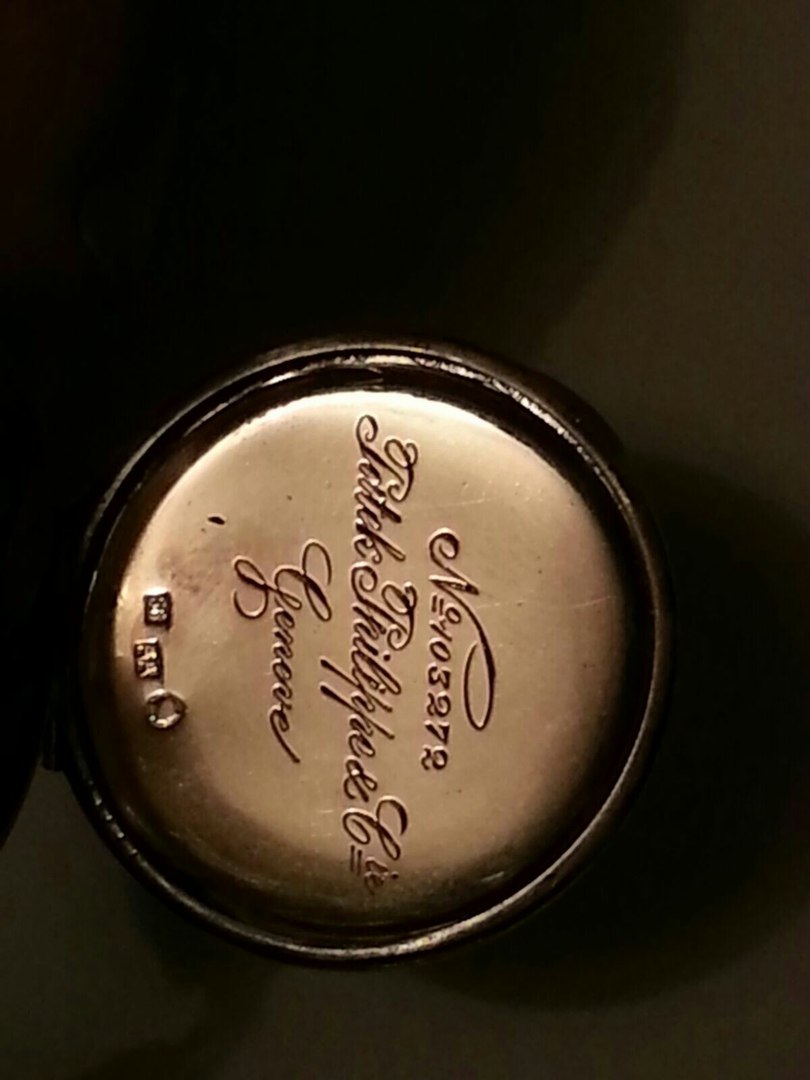 Nº 103272
Patek Philippe & Cie
Genève